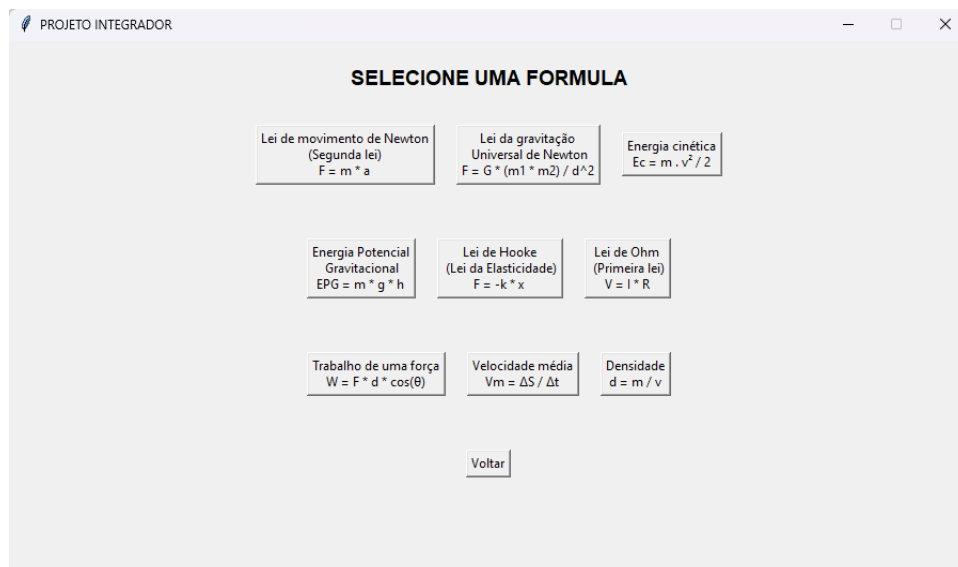 PROJETO INTEGRADOR
SELECIONE UMA FORMULA
Lei de movimento de Newton
(Segunda lei)
F = m * a
Lei da gravitação
Universal de Newton
F = G * (m1 * m2) / d^2
Energia cinética
Ec = m . v² / 2
Energia Potencial
Gravitacional
EPG = m * g * h
Lei de Hooke
(Lei da Elasticidade)
F = -k * x
Lei de Ohm
(Primeira lei)
V = I * R
Trabalho de uma força
W = F * d * cos(θ)
Velocidade média
Vm = ΔS / Δt
Densidade
d = m / v
Voltar